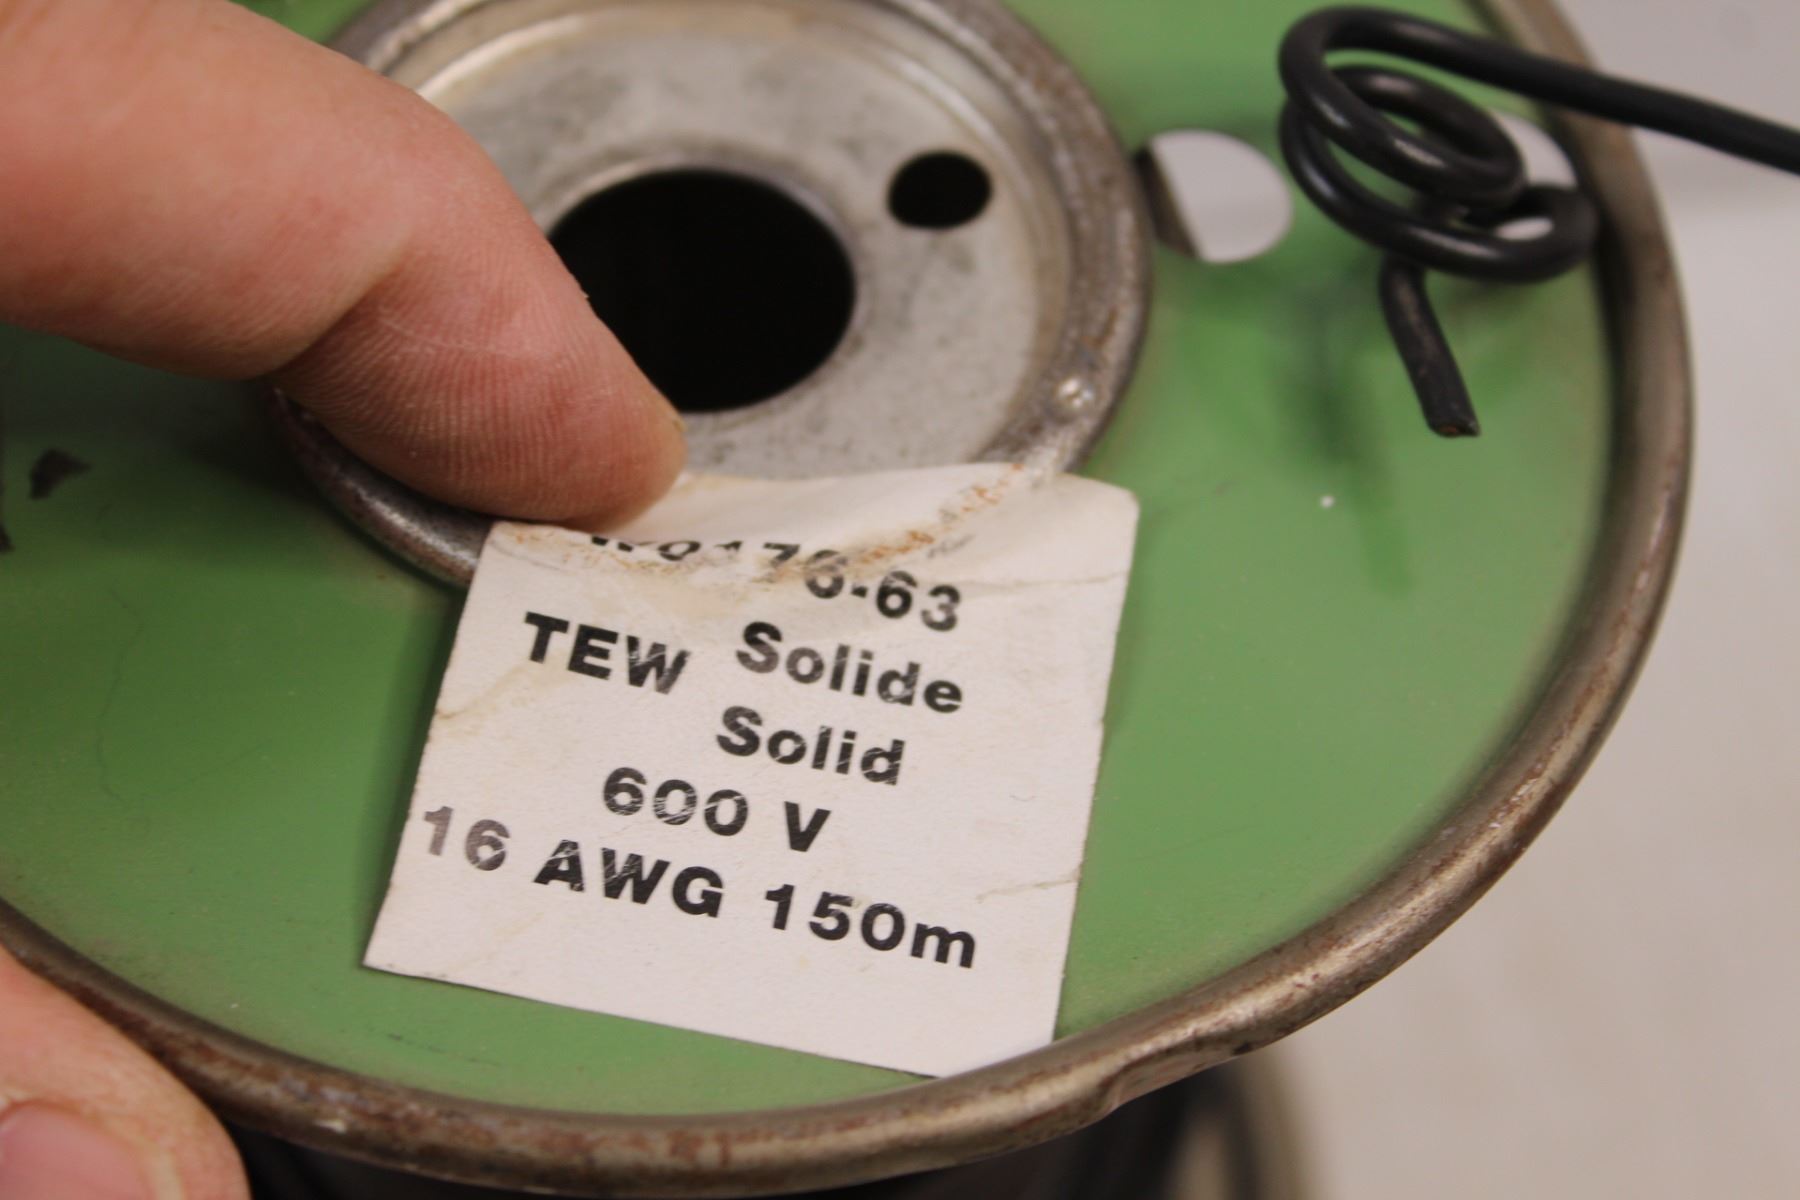 TEW Solide
Solid
600 V
16 AWG 150m